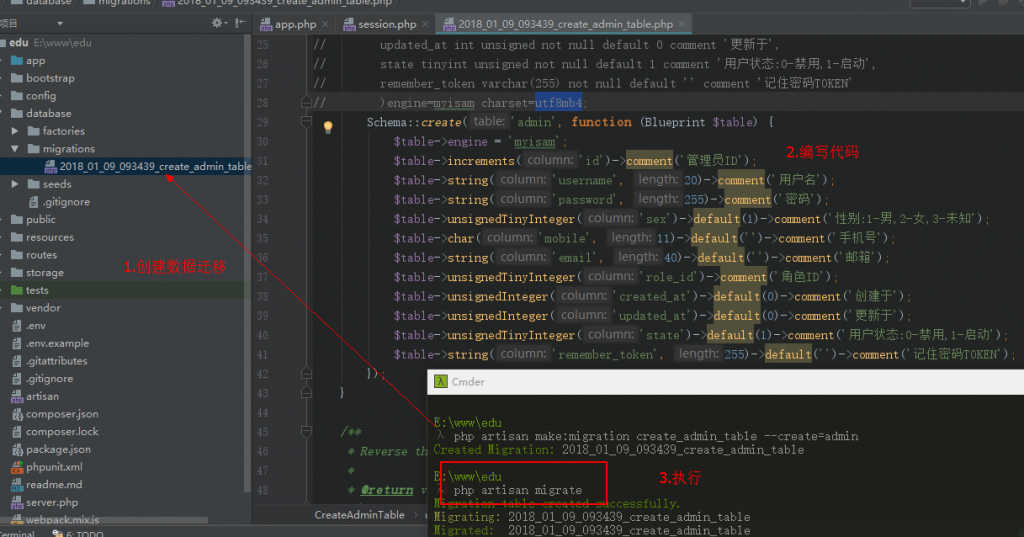 database migrations 2018_01_09_093439_create_admin_table.php
项目
app.php session.php 2018_01_09_093439_create_admin_table.php
edu E:\www\edu
app
bootstrap
config
database
factories
migrations
2018_01_09_093439_create_admin_table
seeds
.gitignore
public
resources
routes
storage
tests
vendor
.env
.env.example
.gitattributes
.gitignore
artisan
composer.json
composer.lock
package.json
phpunit.xml
readme.md
server.php
webpack.mix.js
Terminal 6: TODO
1.创建数据迁移
25 // updated_at int unsigned not null default 0 comment '更新于',
26 // state tinyint unsigned not null default 1 comment '用户状态:0-禁用,1-启动',
27 // remember_token varchar(255) not null default '' comment '记住密码TOKEN'
28 // )engine=myisam charset=utf8mb4;
29 Schema::create( table: 'admin', function (Blueprint $table) {
30 $table->engine = 'myisam';
31 $table->increments( column: 'id')->comment('管理员ID');
32 $table->string( column: 'username', length: 20)->comment('用户名');
33 $table->string( column: 'password', length: 255)->comment('密码');
34 $table->unsignedTinyInteger( column: 'sex')->default(1)->comment('性别:1-男,2-女,3-未知');
35 $table->char( column: 'mobile', length: 11)->default('')->comment('手机号');
36 $table->string( column: 'email', length: 40)->default('')->comment('邮箱');
37 $table->unsignedTinyInteger( column: 'role_id')->comment('角色ID');
38 $table->unsignedInteger( column: 'created_at')->default(0)->comment('创建于');
39 $table->unsignedInteger( column: 'updated_at')->default(0)->comment('更新于');
40 $table->unsignedTinyInteger( column: 'state')->default(1)->comment('用户状态:0-禁用,1-启动');
41 $table->string( column: 'remember_token', length: 255)->default('')->comment('记住密码TOKEN');
42 });
43 }
44
45 /**
46 * Reverse th
47 *
48 * @return v
CreateAdminTable
2.编写代码
λ Cmder
E:\www\edu
λ php artisan make:migration create_admin_table --create=admin
Created Migration: 2018_01_09_093439_create_admin_table
E:\www\edu
λ php artisan migrate
Migration table created successfully.
Migrating: 2018_01_09_093439_create_admin_table
Migrated: 2018_01_09_093439_create_admin_table
3.执行